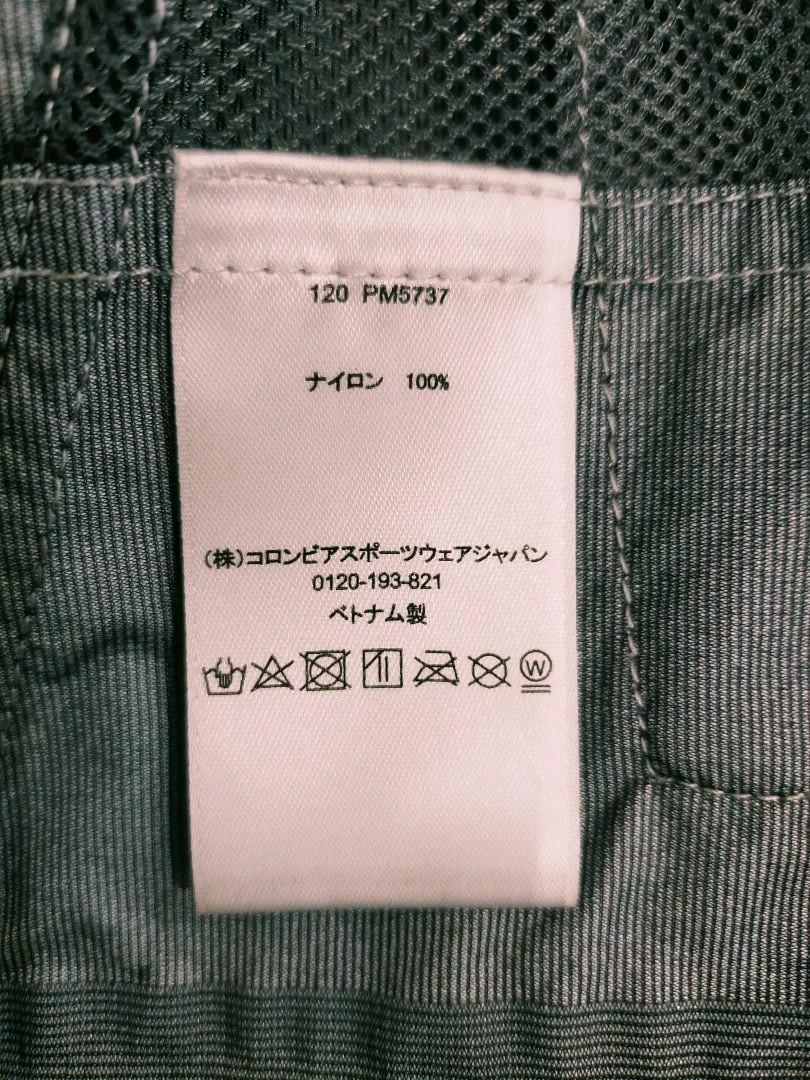 120 PM5737
ナイロン 100%
(株)コロンビアスポーツウェアジャパン
0120-193-821
ベトナム製
W